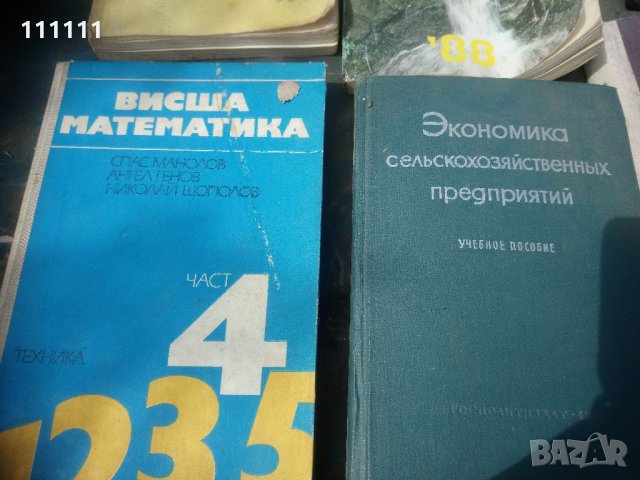 111111
'88
ВИСША
МАТЕМАТИКА
СПАС МАНОЛОВ
АНГЕЛ ГЕНОВ
НИКОЛАЙ ШОПОЛОВ
ЧАСТ
4
ТЕХНИКА
1235
Экономика
сельскохозяйственных
предприятий
УЧЕБНОЕ ПОСОБИЕ
BAZAR